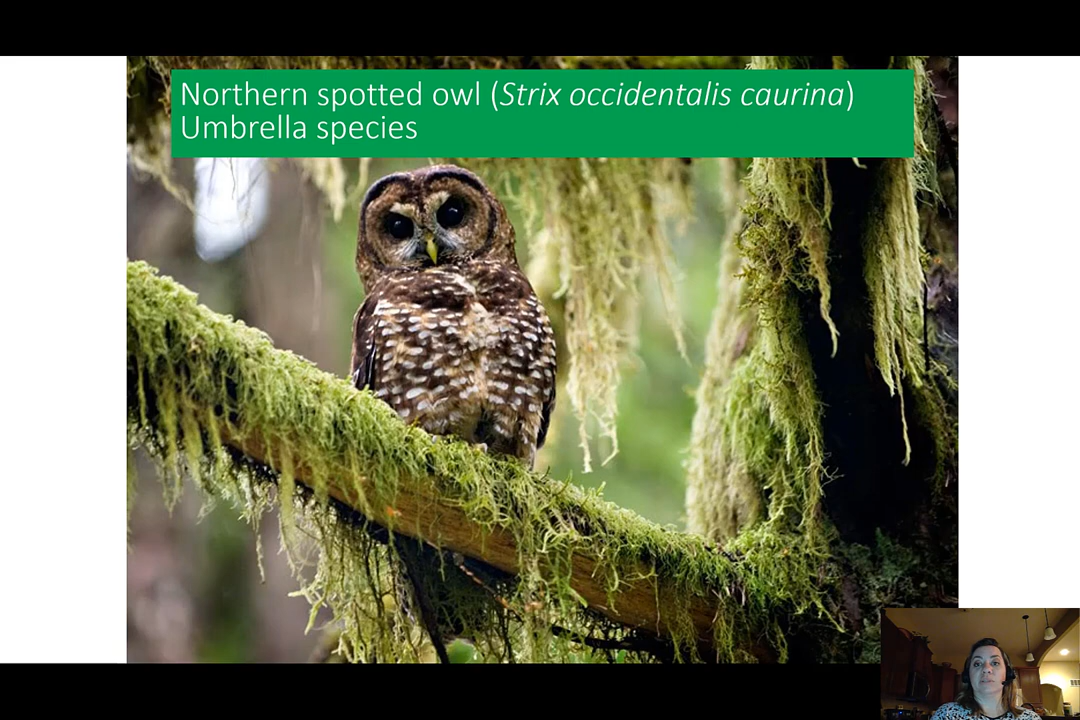 Northern spotted owl (Strix occidentalis caurina)
Umbrella species